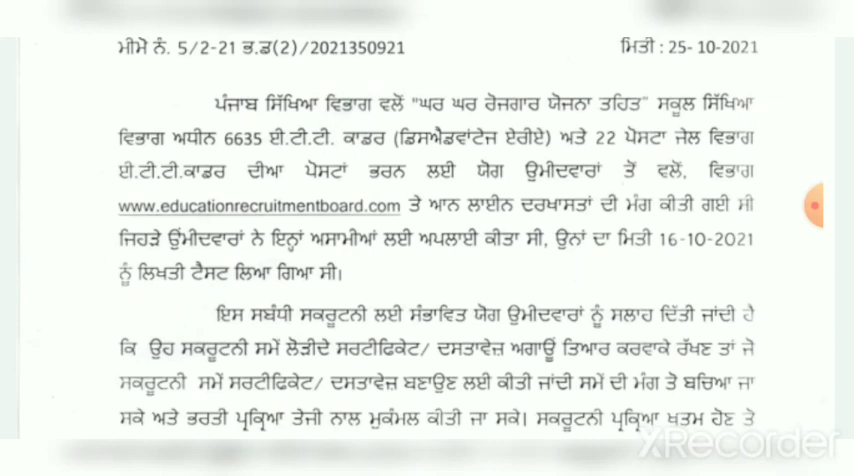 ਮੀਮੋ ਨੰ. 5/2-21 ਭ.ਡ(2)/2021350921 ਮਿਤੀ : 25- 10-2021
ਪੰਜਾਬ ਸਿੱਖਿਆ ਵਿਭਾਗ ਵਲੋਂ "ਘਰ ਘਰ ਰੋਜਗਾਰ ਯੋਜਨਾ ਤਹਿਤ" ਸਕੂਲ ਸਿੱਖਿਆ
ਵਿਭਾਗ ਅਧੀਨ 6635 ਈ.ਟੀ.ਟੀ. ਕਾਡਰ (ਡਿਸਐਡਵਾਂਟੇਜ ਏਰੀਏ) ਅਤੇ 22 ਪੋਸਟਾ ਜੇਲ ਵਿਭਾਗ
ਈ.ਟੀ.ਟੀ.ਕਾਡਰ ਦੀਆ ਪੋਸਟਾਂ ਭਰਨ ਲਈ ਯੋਗ ਉਮੀਦਵਾਰਾਂ ਤੋਂ ਵਲੋਂ, ਵਿਭਾਗ
www.educationrecruitmentboard.com ਤੇ ਆਨ ਲਾਈਨ ਦਰਖਾਸਤਾਂ ਦੀ ਮੰਗ ਕੀਤੀ ਗਈ ਸੀ
ਜਿਹੜੇ ਉਂਮੀਦਵਾਰਾਂ ਨੇ ਇਨ੍ਹਾਂ ਅਸਾਮੀਆਂ ਲਈ ਅਪਲਾਈ ਕੀਤਾ ਸੀ, ਉਨਾਂ ਦਾ ਮਿਤੀ 16-10-2021
ਨੂੰ ਲਿਖਤੀ ਟੈਸਟ ਲਿਆ ਗਿਆ ਸੀ।
ਇਸ ਸਬੰਧੀ ਸਕਰੂਟਨੀ ਲਈ ਸੰਭਾਵਿਤ ਯੋਗ ਉਮੀਦਵਾਰਾਂ ਨੂੰ ਸਲਾਹ ਦਿੱਤੀ ਜਾਂਦੀ ਹੈ
ਕਿ ਉਹ ਸਕਰੂਟਨੀ ਸਮੇਂ ਲੋੜੀਦੇ ਸਰਟੀਫਿਕੇਟ/ ਦਸਤਾਵੇਜ਼ ਅਗਾਊਂ ਤਿਆਰ ਕਰਵਾਕੇ ਰੱਖਣ ਤਾਂ ਜੋ
ਸਕਰੂਟਨੀ ਸਮੇਂ ਸਰਟੀਫਿਕੇਟ/ ਦਸਤਾਵੇਜ਼ ਬਣਾਉਣ ਲਈ ਕੀਤੀ ਜਾਂਦੀ ਸਮੇਂ ਦੀ ਮੰਗ ਤੋ ਬਚਿਆ ਜਾ
ਸਕੇ ਅਤੇ ਭਰਤੀ ਪ੍ਰਕ੍ਰਿਆ ਤੇਜੀ ਨਾਲ ਮੁਕੰਮਲ ਕੀਤੀ ਜਾ ਸਕੇ। ਸਕਰੂਟਨੀ ਪ੍ਰਕ੍ਰਿਆ ਖਤਮ ਹੋਣ ਤੇ
XRecorder